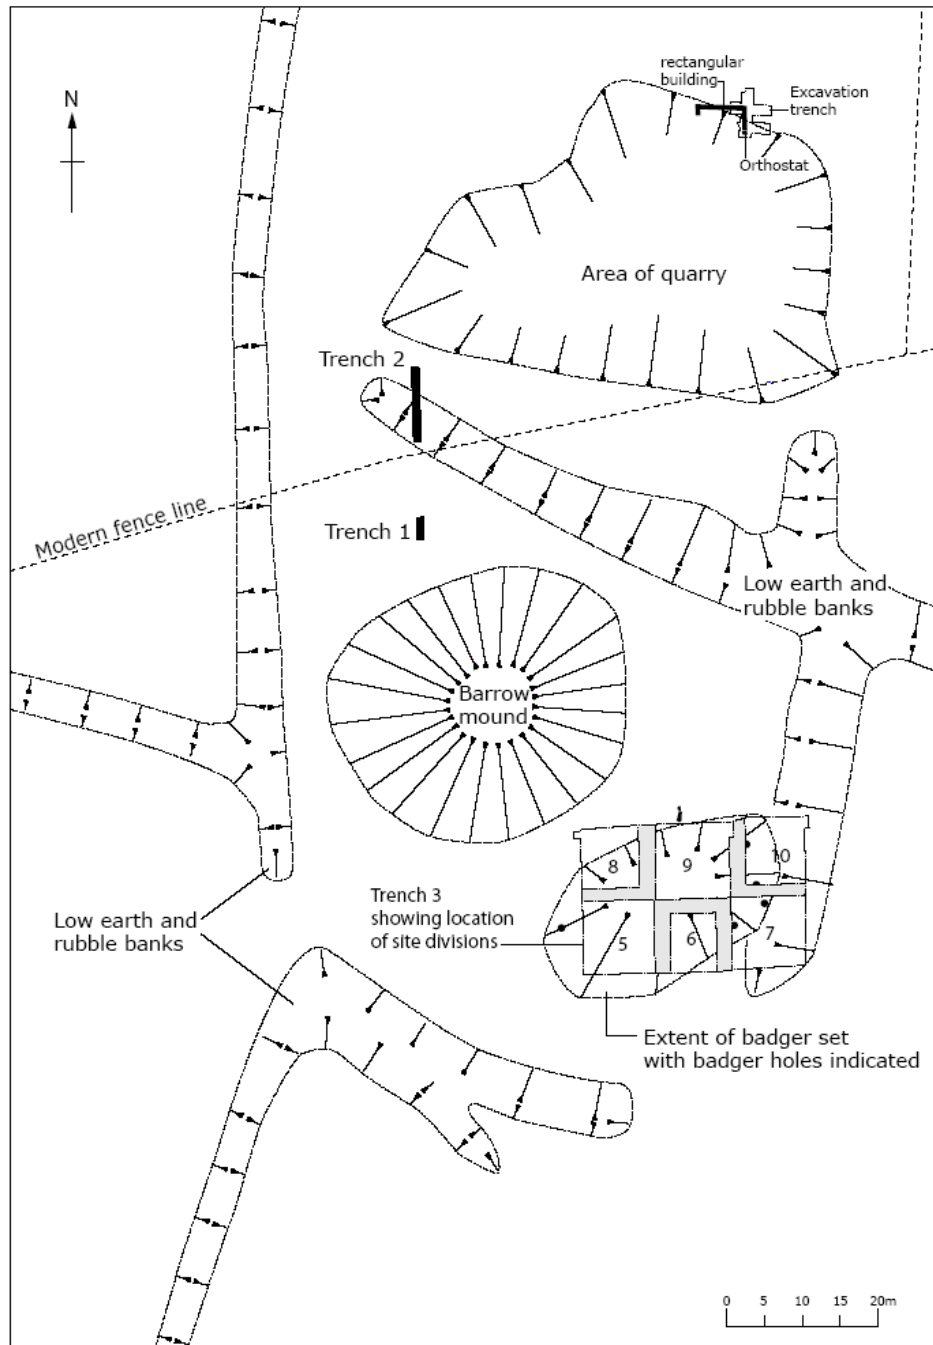 N
rectangular
building
Excavation
trench
Orthostat
Area of quarry
Trench 2
Modern fence line
Trench 1
Low earth and
rubble banks
Barrow
mound
8
9
10
5
6
7
Trench 3
showing location
of site divisions
Low earth and
rubble banks
Extent of badger set
with badger holes indicated
0 5 10 15 20m